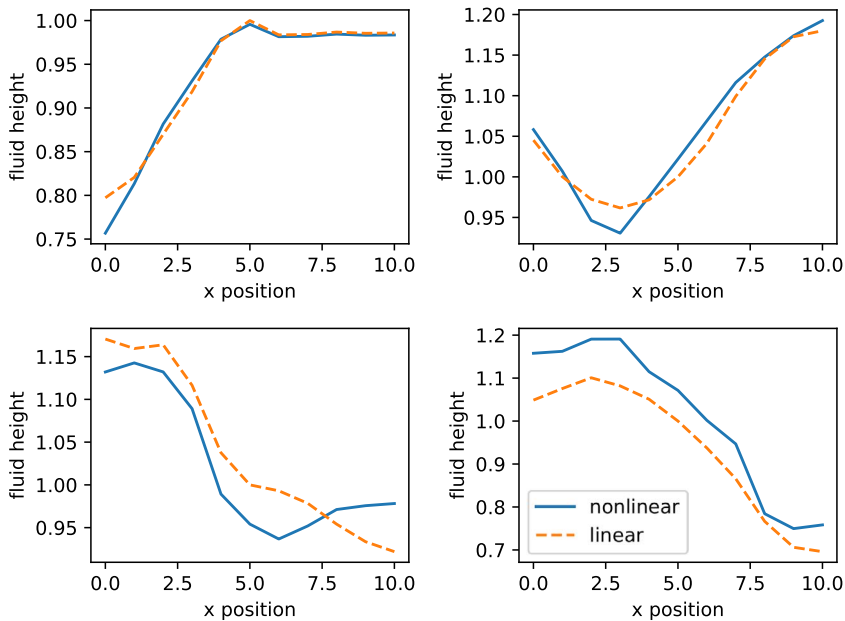 1.00
0.95
0.90
0.85
0.80
0.75
fluid height
0.0 2.5 5.0 7.5 10.0
x position
1.20
1.15
1.10
1.05
1.00
0.95
fluid height
0.0 2.5 5.0 7.5 10.0
x position
1.15
1.10
1.05
1.00
0.95
fluid height
0.0 2.5 5.0 7.5 10.0
x position
1.2
1.1
1.0
0.9
0.8
0.7
fluid height
nonlinear
linear
0.0 2.5 5.0 7.5 10.0
x position